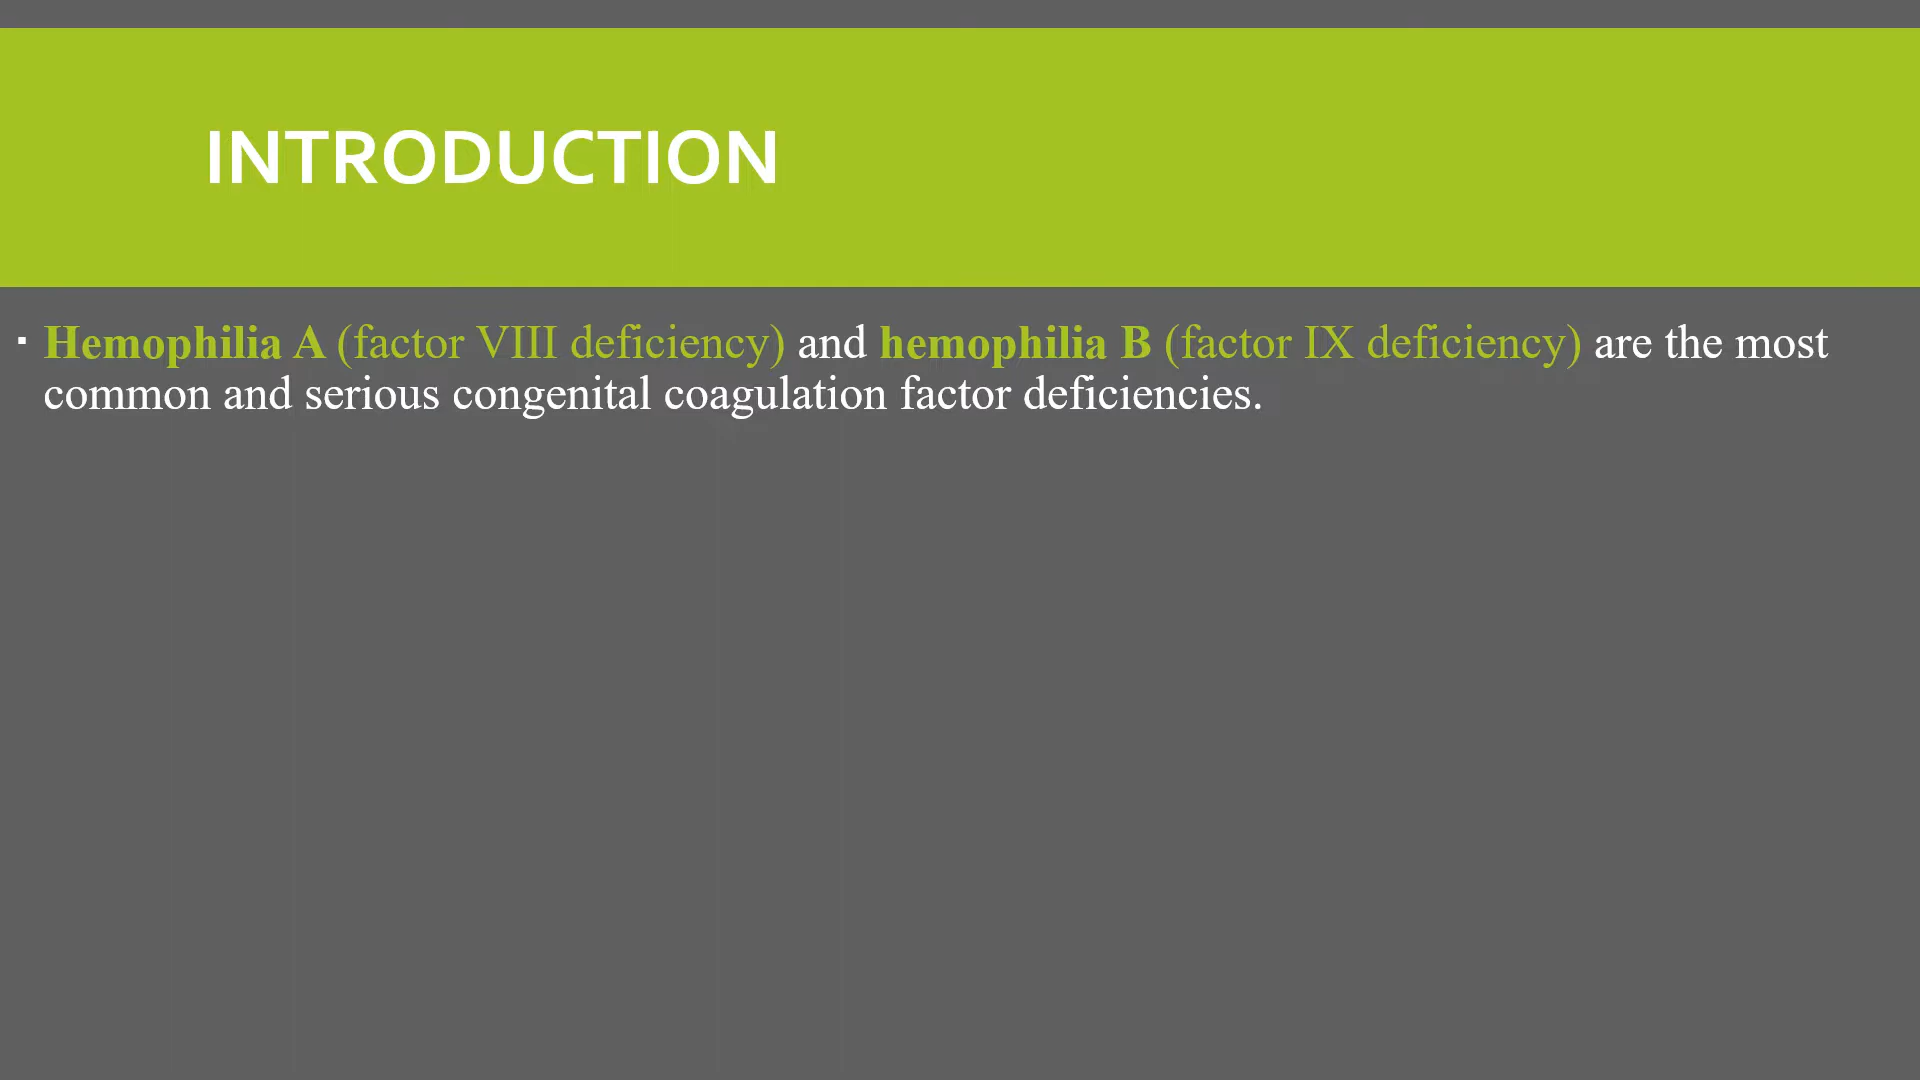 INTRODUCTION
▪ Hemophilia A (factor VIII deficiency) and hemophilia B (factor IX deficiency) are the most
common and serious congenital coagulation factor deficiencies.